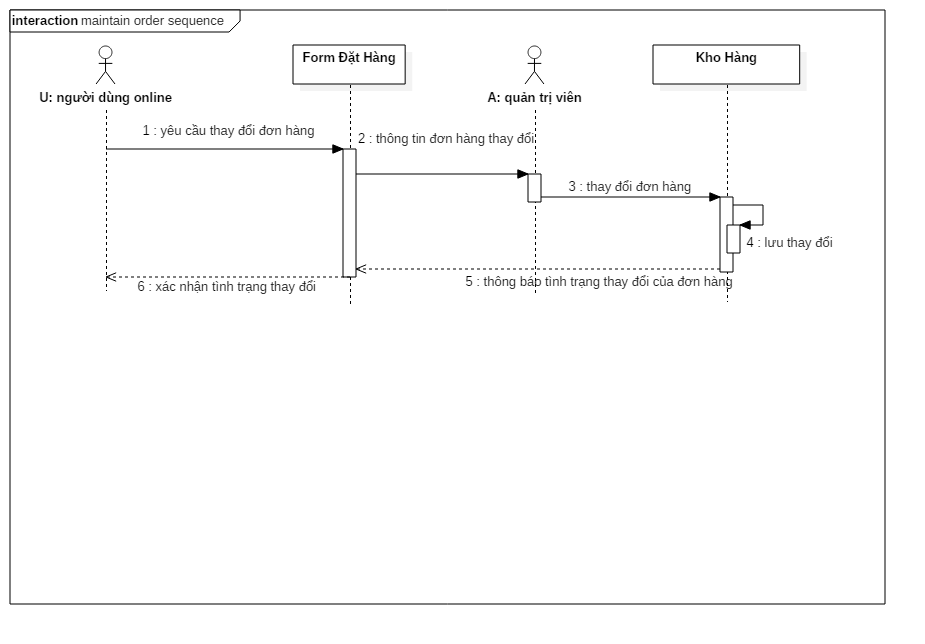 interaction maintain order sequence
Form Đặt Hàng
Kho Hàng
U: người dùng online
A: quản trị viên
1 : yêu cầu thay đổi đơn hàng
2 : thông tin đơn hàng thay đổi
3 : thay đổi đơn hàng
4 : lưu thay đổi
5 : thông báo tình trạng thay đổi của đơn hàng
6 : xác nhận tình trạng thay đổi